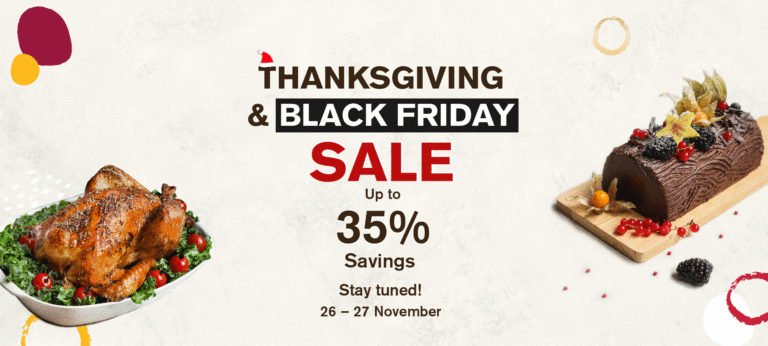 THANKSGIVING
& BLACK FRIDAY
SALE
Up to
35%
Savings
Stay tuned!
26 – 27 November